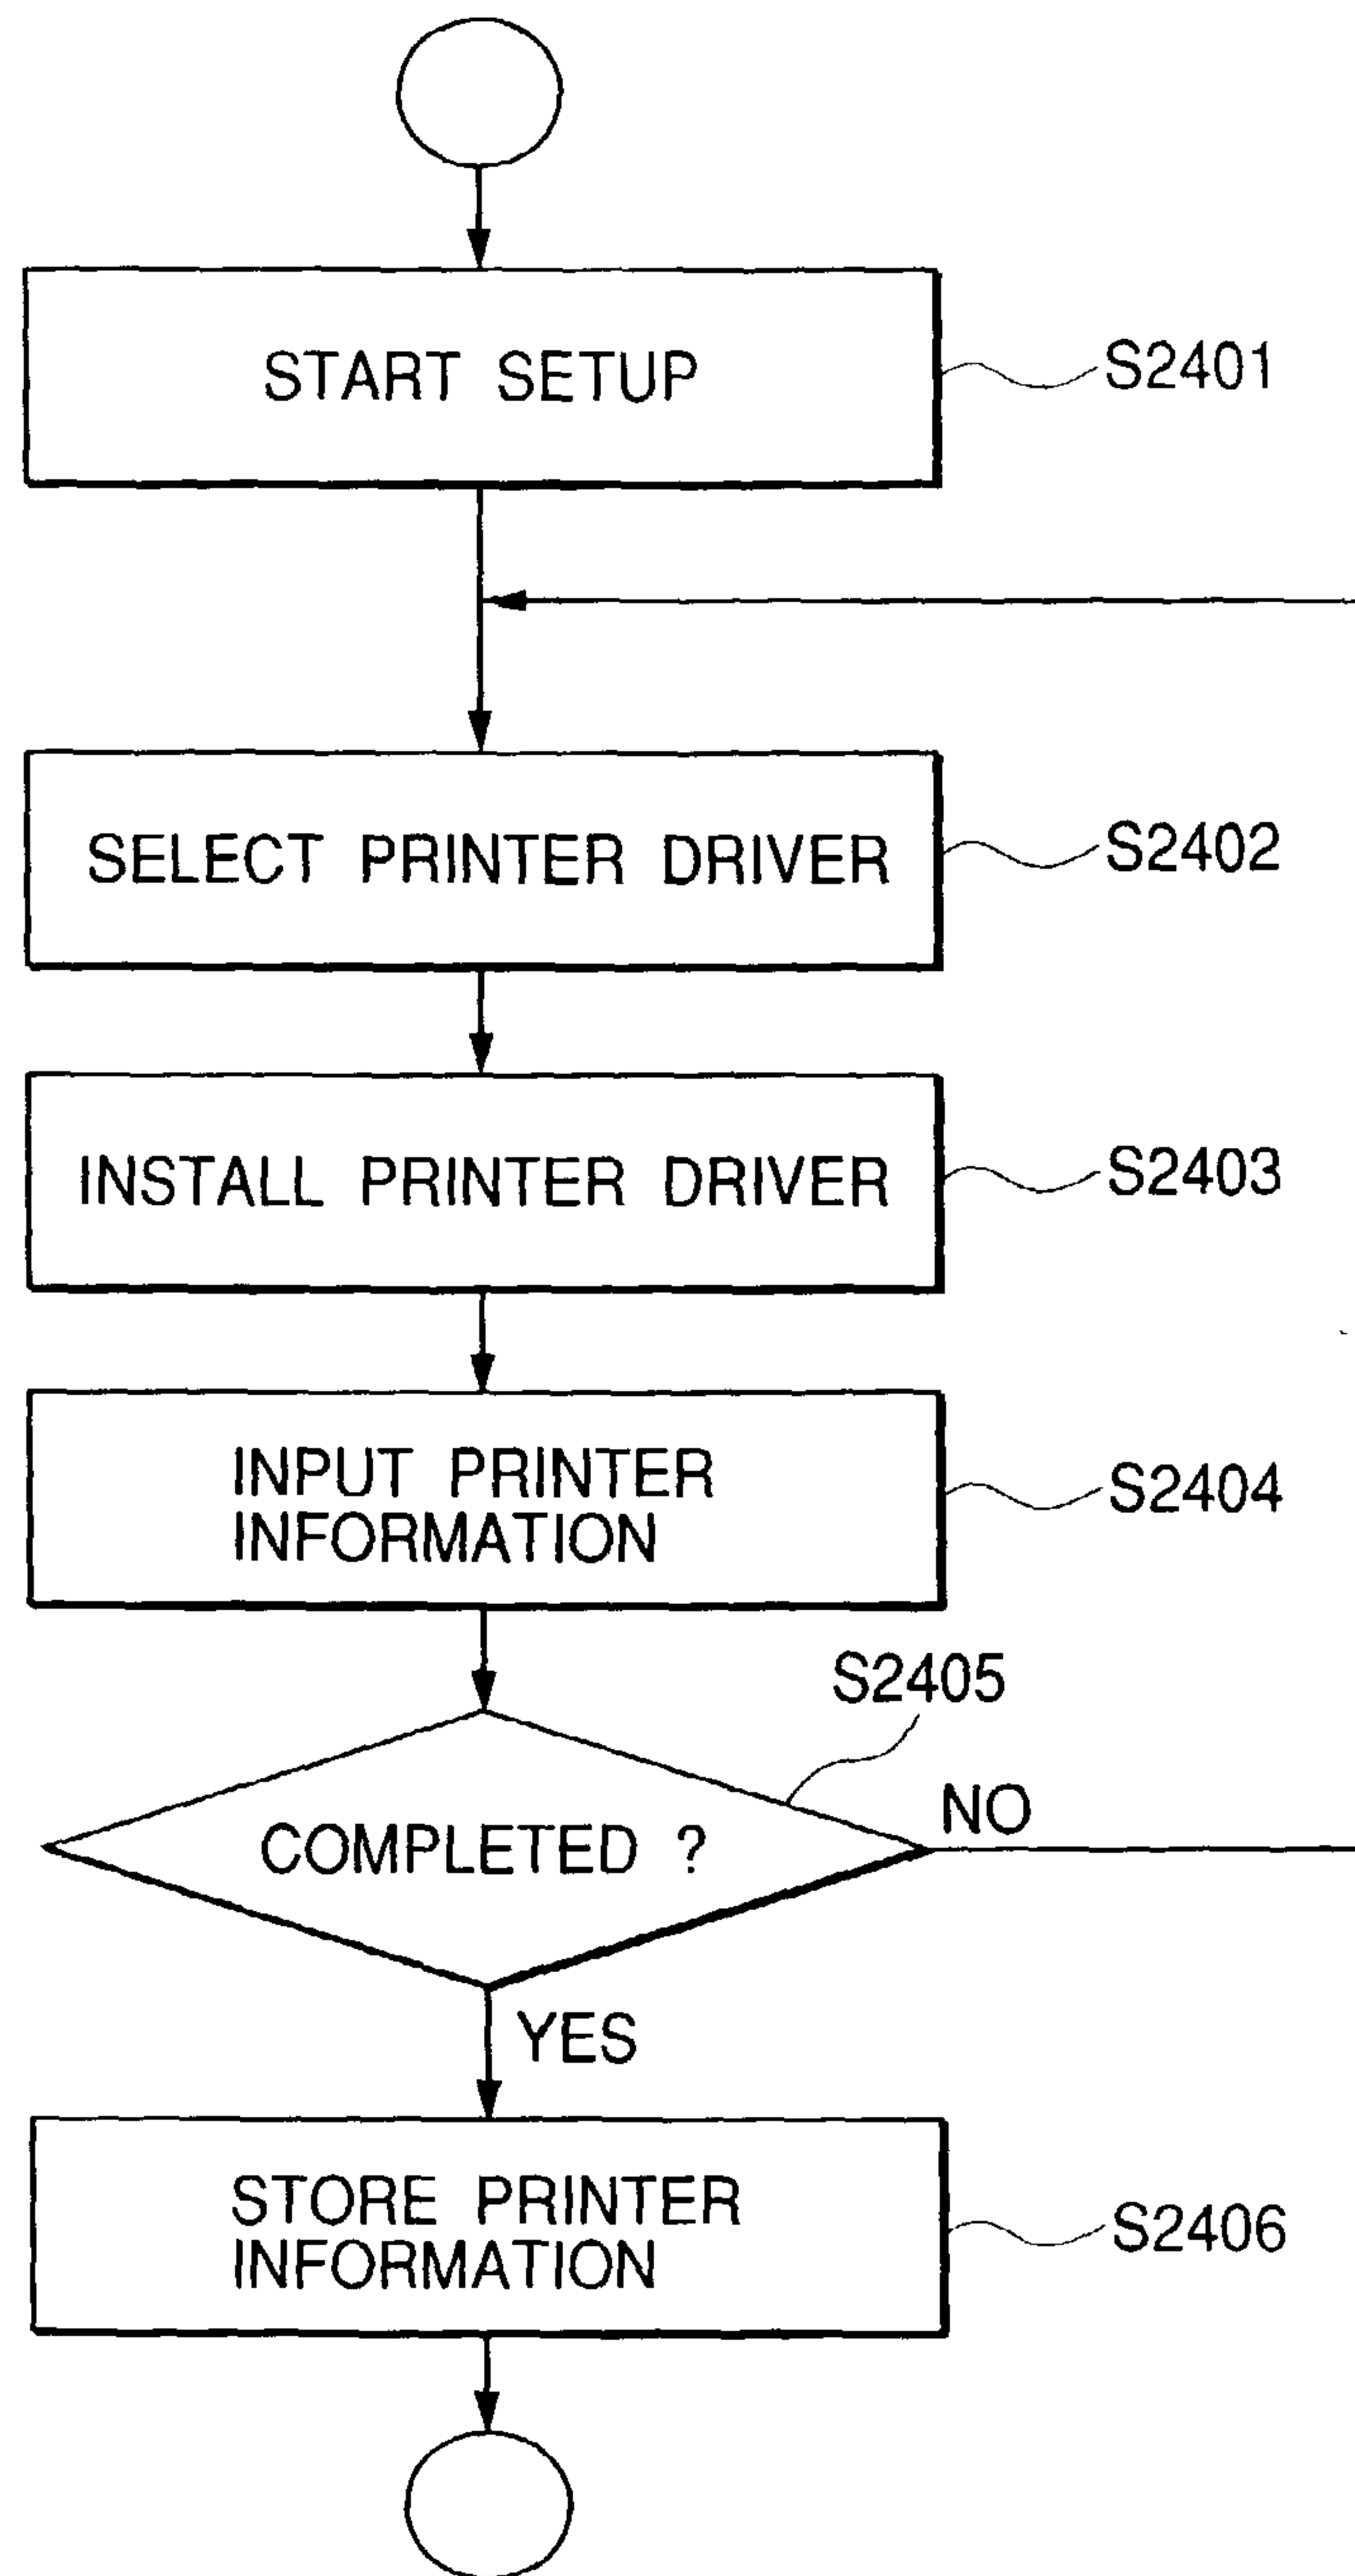 START SETUP
S2401
SELECT PRINTER DRIVER
S2402
INSTALL PRINTER DRIVER
S2403
INPUT PRINTER
INFORMATION
S2404
S2405
COMPLETED ?
NO
YES
STORE PRINTER
INFORMATION
S2406